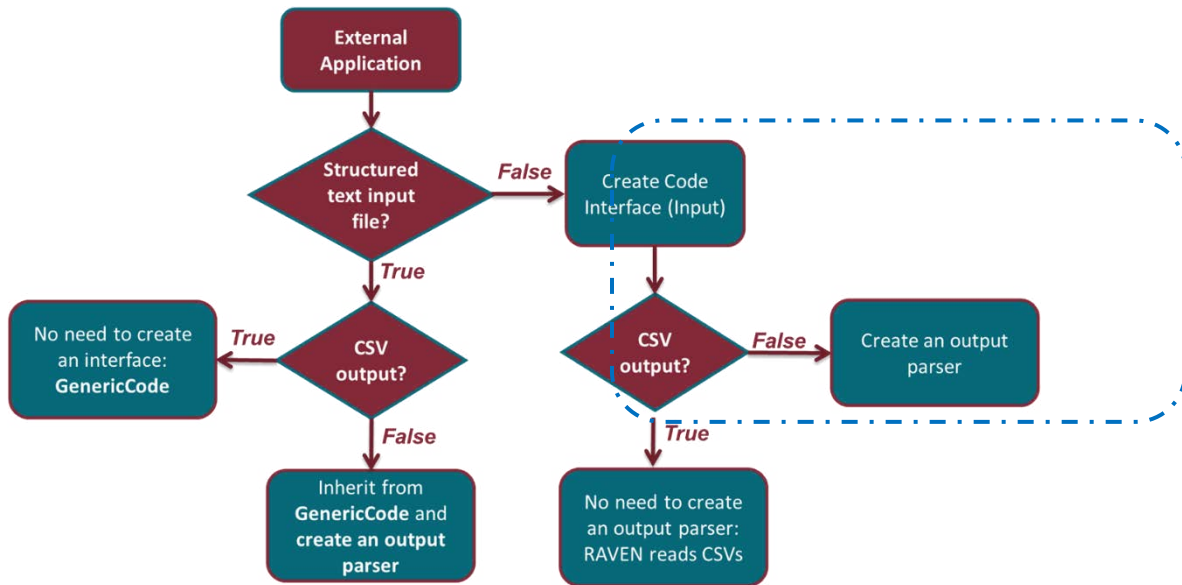 External
Application
Structured
text input
file?
False
Create Code
Interface (Input)
True
No need to create
an interface:
GenericCode
True
CSV
output?
CSV
output?
False
Create an output
parser
False
True
Inherit from
GenericCode and
create an output
parser
No need to create
an output parser:
RAVEN reads CSVs